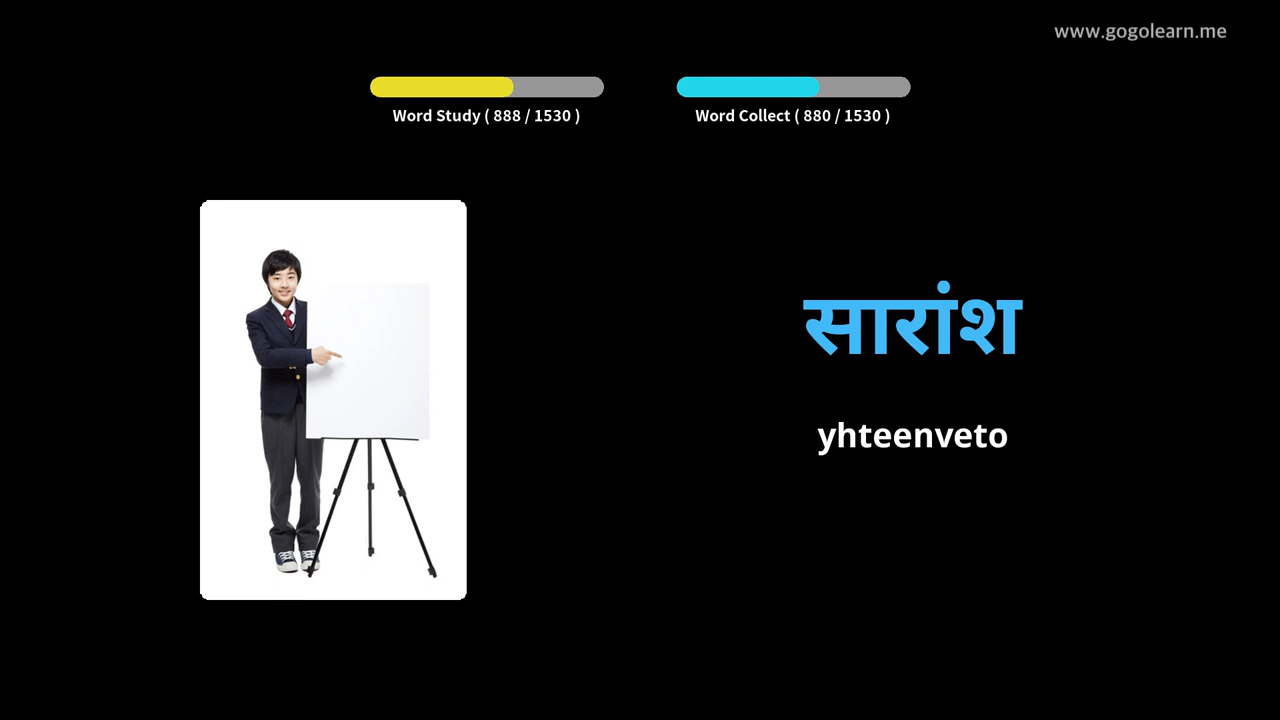 www.gogolearn.me
Word Study ( 888 / 1530 )
Word Collect ( 880 / 1530 )
सारांश
yhteenveto